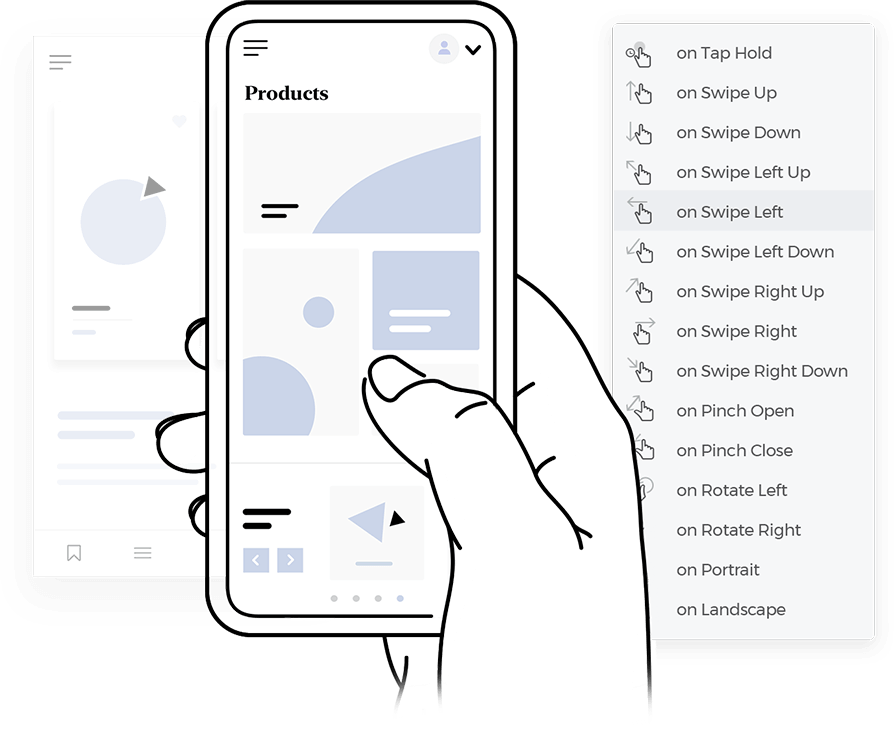 Products
on Tap Hold
on Swipe Up
on Swipe Down
on Swipe Left Up
on Swipe Left
on Swipe Left Down
on Swipe Right Up
on Swipe Right
on Swipe Right Down
on Pinch Open
on Pinch Close
on Rotate Left
on Rotate Right
on Portrait
on Landscape